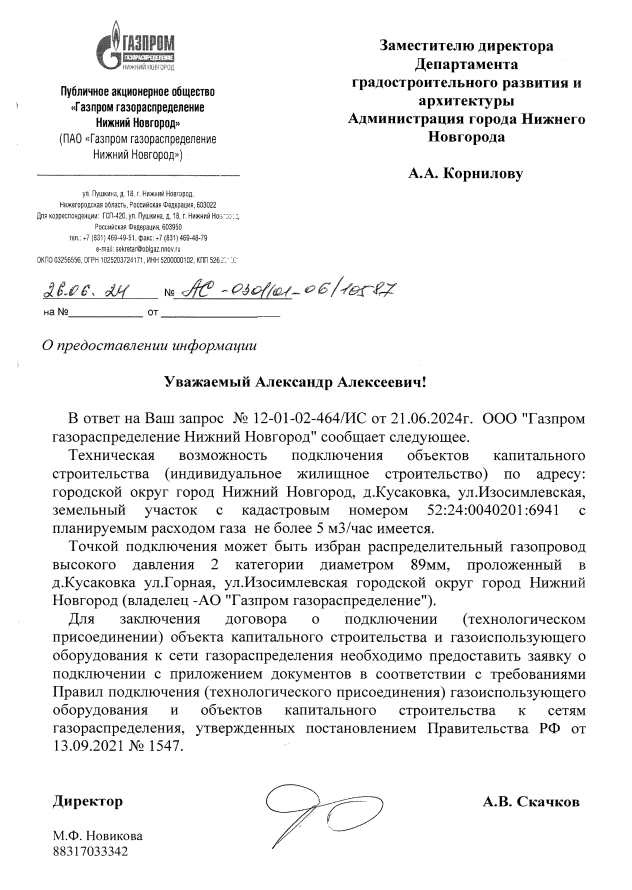 ГАЗПРОМ
ГАЗОРАСПРЕДЕЛЕНИЕ
НИЖНИЙ НОВГОРОД
Публичное акционерное общество
«Газпром газораспределение
Нижний Новгород»
(ПАО «Газпром газораспределение
Нижний Новгород»)
ул. Пушкина, д. 18, г. Нижний Новгород,
Нижегородская область, Российская Федерация, 603022
Для корреспонденции: ГСП-420, ул. Пушкина, д. 18, г. Нижний Новгород,
Российская Федерация, 603950
тел.: +7 (831) 469-49-51, факс: +7 (831) 469-48-79
e-mail: sekretar@oblgaz.nnov.ru
ОКПО 03256556, ОГРН 1025203724171, ИНН 5200000102, КПП
26.06.24 № АС-0301/01-06/10587
на № от
Заместителю директора
Департамента
градостроительного развития и
архитектуры
Администрация города Нижнего
Новгорода
А.А. Корнилову
О предоставлении информации
Уважаемый Александр Алексеевич!
В ответ на Ваш запрос № 12-01-02-464/ИС от 21.06.2024г. ООО "Газпром
газораспределение Нижний Новгород" сообщает следующее.
Техническая возможность подключения объектов капитального
строительства (индивидуальное жилищное строительство) по адресу:
городской округ город Нижний Новгород, д.Кусаковка, ул.Изосимлевская,
земельный участок с кадастровым номером 52:24:0040201:6941 с
планируемым расходом газа не более 5 м3/час имеется.
Точкой подключения может быть избран распределительный газопровод
высокого давления 2 категории диаметром 89мм, проложенный в
д.Кусаковка ул.Горная, ул.Изосимлевская городской округ город Нижний
Новгород (владелец -АО "Газпром газораспределение").
Для заключения договора о подключении (технологическом
присоединении) объекта капитального строительства и газоиспользующего
оборудования к сети газораспределения необходимо предоставить заявку о
подключении с приложением документов в соответствии с требованиями
Правил подключения (технологического присоединения) газоиспользующего
оборудования и объектов капитального строительства к сетям
газораспределения, утвержденных постановлением Правительства РФ от
13.09.2021 № 1547.
Директор А.В. Скачков
М.Ф. Новикова
88317033342